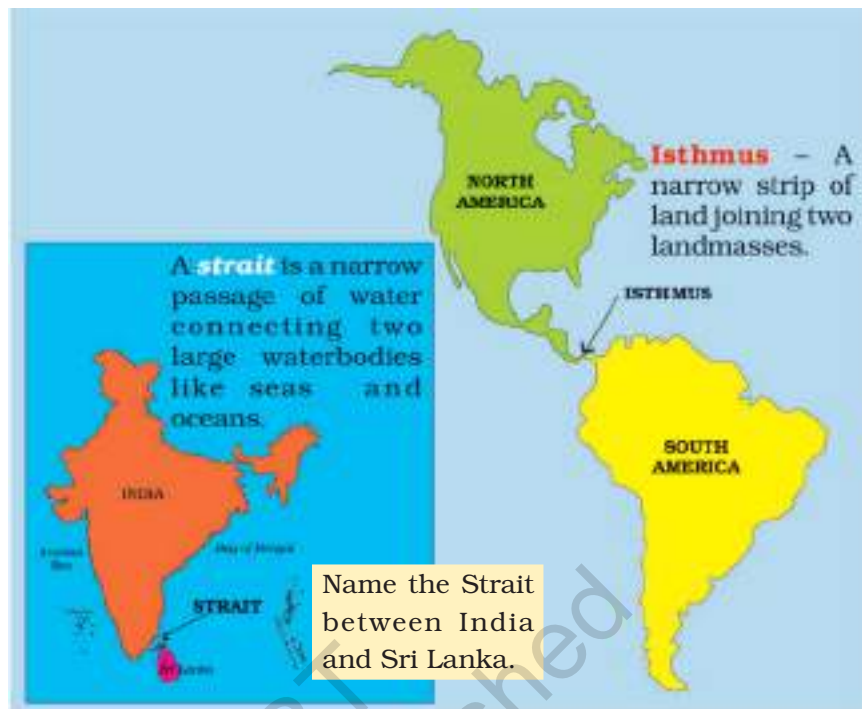 Isthmus – A
narrow strip of
land joining two
landmasses.
NORTH
AMERICA
ISTHMUS
SOUTH
AMERICA
A strait is a narrow
passage of water
connecting two
large waterbodies
like seas and
oceans.
INDIA
Bay of Bengal
STRAIT
Sri Lanka
Name the Strait
between India
and Sri Lanka.